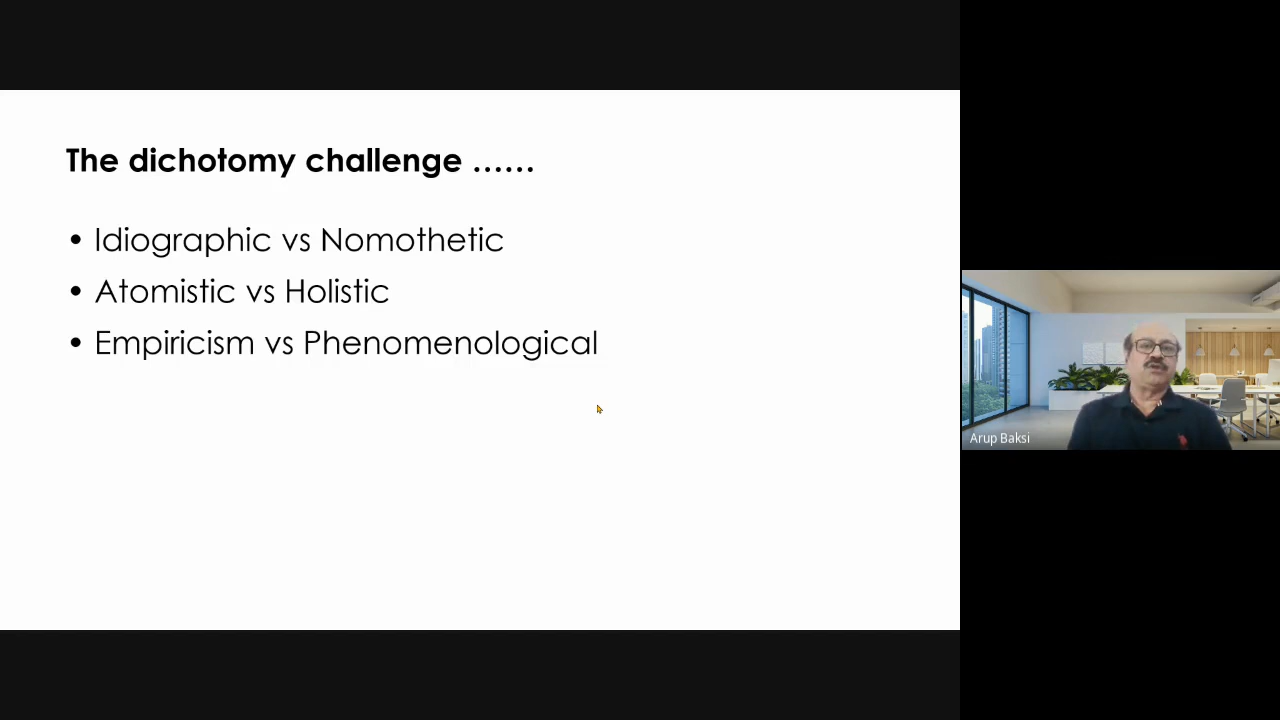 The dichotomy challenge ......
• Idiographic vs Nomothetic
• Atomistic vs Holistic
• Empiricism vs Phenomenological
Arup Baksi